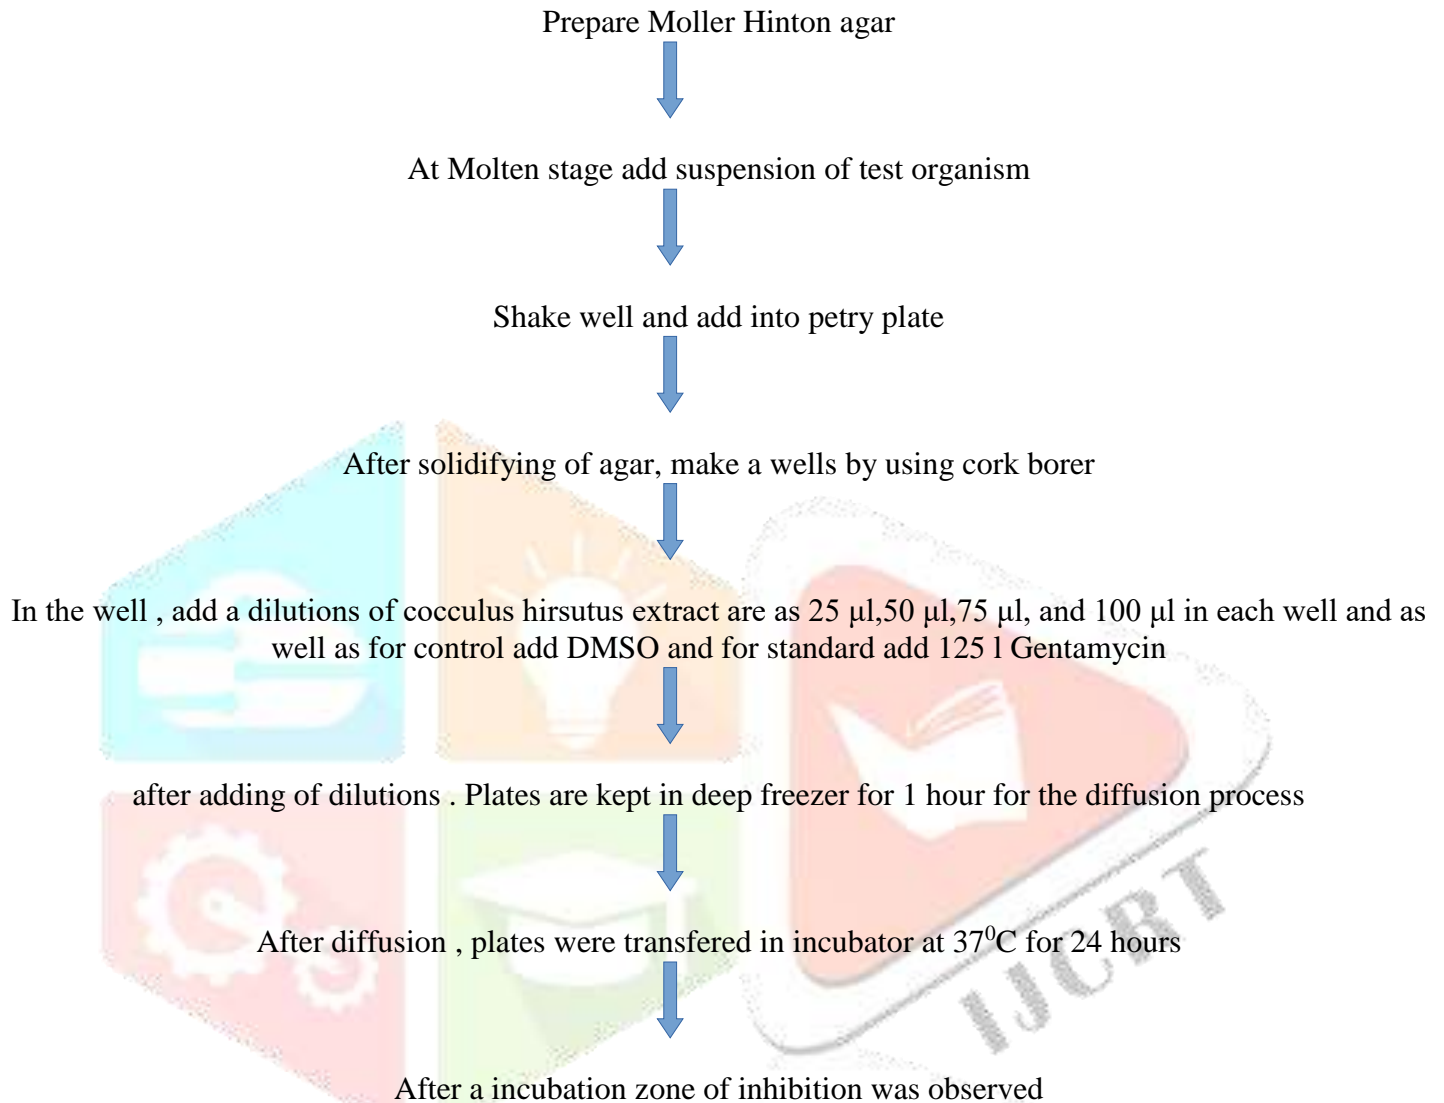 Prepare Moller Hinton agar
At Molten stage add suspension of test organism
Shake well and add into petry plate
After solidifying of agar, make a wells by using cork borer
In the well , add a dilutions of cocculus hirsutus extract are as 25 μl,50 μl,75 μl, and 100 μl in each well and as
well as for control add DMSO and for standard add 125 l Gentamycin
after adding of dilutions . Plates are kept in deep freezer for 1 hour for the diffusion process
After diffusion , plates were transfered in incubator at 37⁰C for 24 hours
IJCRT
After a incubation zone of inhibition was observed